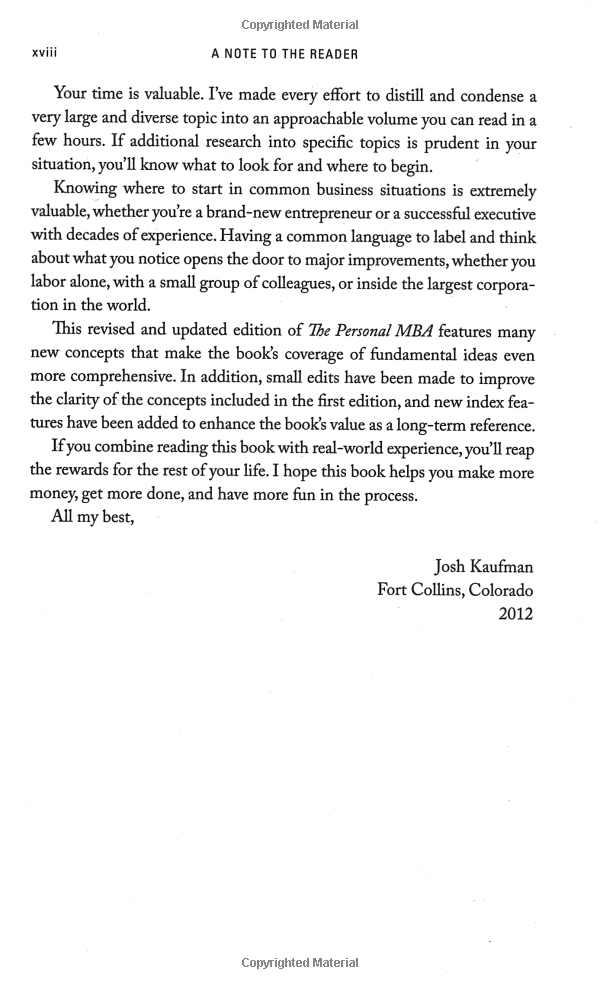 Copyrighted Material
xviii A NOTE TO THE READER
Your time is valuable. I've made every effort to distill and condense a
very large and diverse topic into an approachable volume you can read in a
few hours. If additional research into specific topics is prudent in your
situation, you'll know what to look for and where to begin.
Knowing where to start in common business situations is extremely
valuable, whether you're a brand-new entrepreneur or a successful executive
with decades of experience. Having a common language to label and think
about what you notice opens the door to major improvements, whether you
labor alone, with a small group of colleagues, or inside the largest corpora-
tion in the world.
This revised and updated edition of The Personal MBA features many
new concepts that make the book's coverage of fundamental ideas even
more comprehensive. In addition, small edits have been made to improve
the clarity of the concepts included in the first edition, and new index fea-
tures have been added to enhance the book's value as a long-term reference.
If you combine reading this book with real-world experience, you'll reap
the rewards for the rest of your life. I hope this book helps you make more
money, get more done, and have more fun in the process.
All my best,
Josh Kaufman
Fort Collins, Colorado
2012
Copyrighted Material